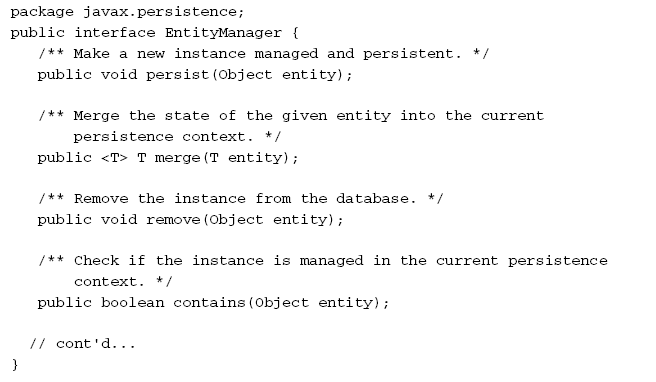 package javax.persistence;
public interface EntityManager {
/** Make a new instance managed and persistent. */
public void persist(Object entity);
/** Merge the state of the given entity into the current
persistence context. */
public <T> T merge(T entity);
/** Remove the instance from the database. */
public void remove(Object entity);
/** Check if the instance is managed in the current persistence
context. */
public boolean contains(Object entity);
// cont'd...
}